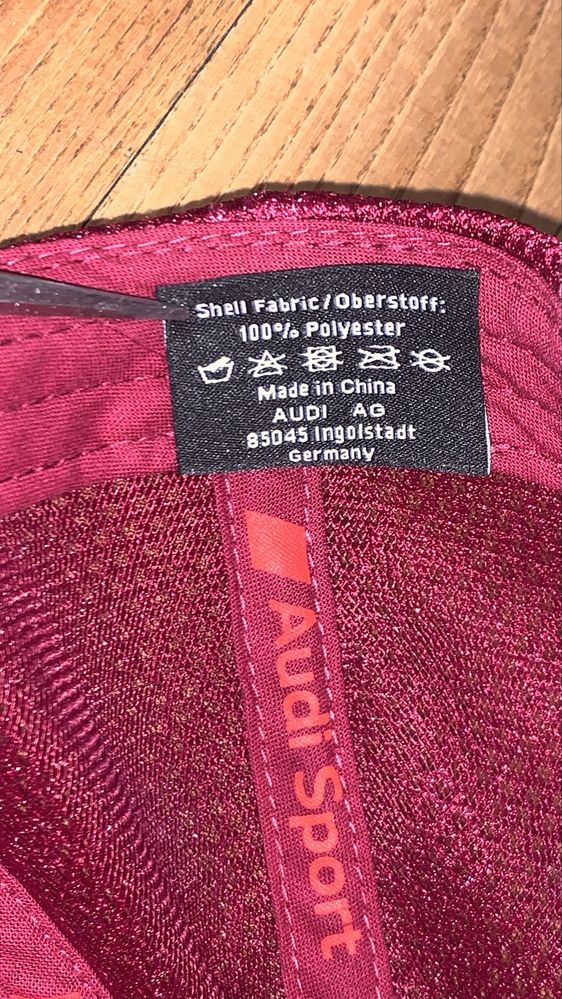 Shell Fabric/Oberstoff:
100% Polyester
Made in China
AUDI AG
85045 Ingolstadt
Germany
Audi Sport